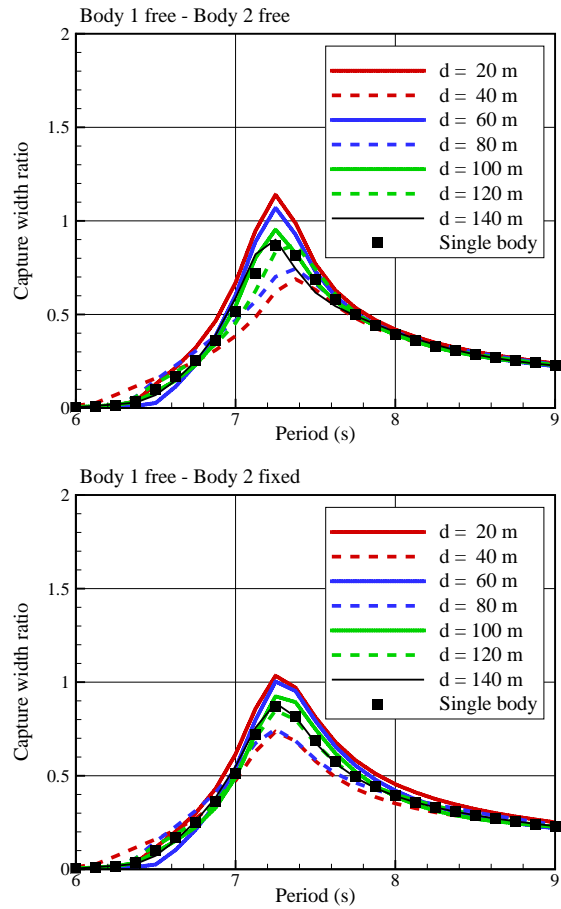 Body 1 free - Body 2 free
2
1.5
1
0.5
0
Capture width ratio
d = 20 m
d = 40 m
d = 60 m
d = 80 m
d = 100 m
d = 120 m
d = 140 m
Single body
6
7
8
9
Period (s)
Body 1 free - Body 2 fixed
2
1.5
1
0.5
0
Capture width ratio
d = 20 m
d = 40 m
d = 60 m
d = 80 m
d = 100 m
d = 120 m
d = 140 m
Single body
6
7
8
9
Period (s)